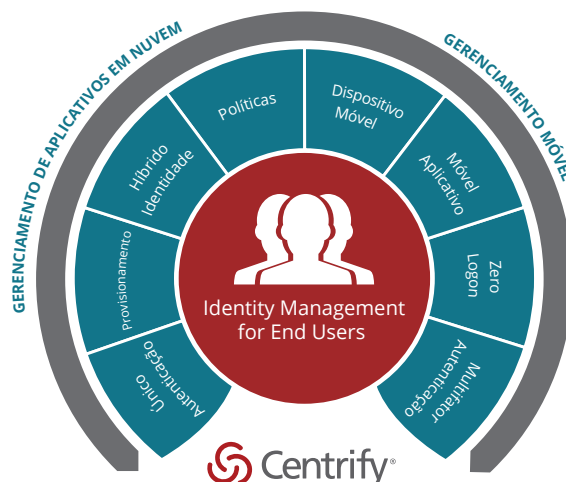 GERENCIAMENTO DE APLICATIVOS EM NUVEM
GERENCIAMENTO MÓVEL
Único
Autenticação
Provisionamento
Híbrido
Identidade
Políticas
Dispositivo
Móvel
Móvel
Aplicativo
Zero
Logon
Multifator
Autenticação
Identity Management
for End Users
Centrify®